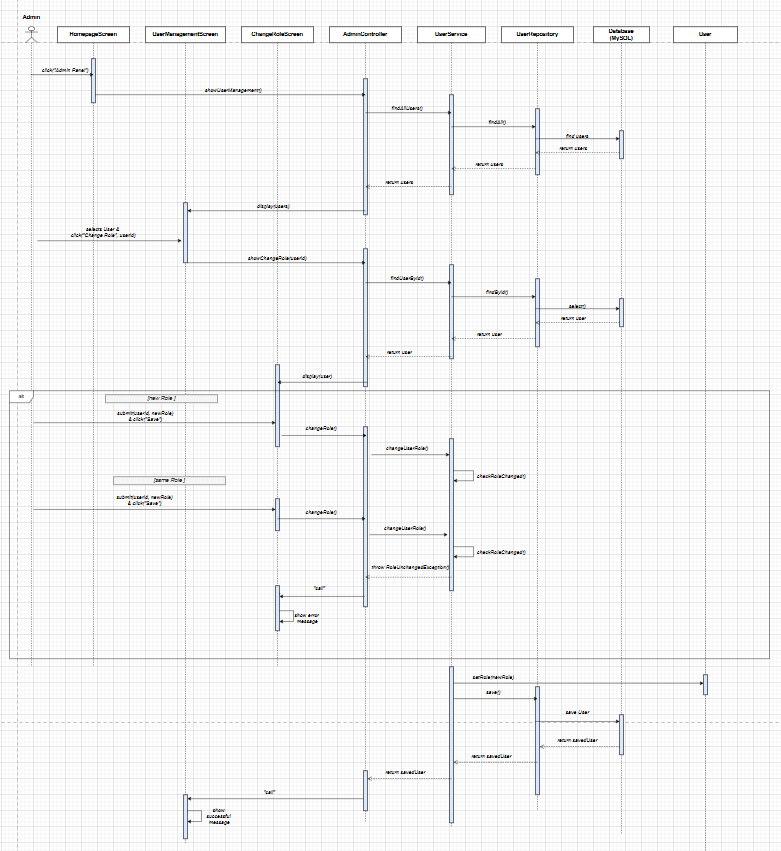 Admin
HomepageScreen
UserManagementScreen
ChangeRoleScreen
AdminController
UserService
UserRepository
Database
(MySQL)
User
click("Admin Panel")
showUserManagement()
findAllUsers()
findAll()
find users
return users
return users
return users
display(users)
selects User &
click("Change Role", userId)
showChangeRole(userId)
findUserById()
findById()
select()
return user
return user
return user
display(user)
alt
[new Role ]
submit(userId, newRole)
& click("Save")
changeRole()
changeUserRole()
checkRoleChanged()
[same Role ]
submit(userId, newRole)
& click("Save")
changeRole()
changeUserRole()
checkRoleChanged()
throw RoleUnchangedException()
"call"
show error
message
setRole(newRole)
save()
save User
return savedUser
return savedUser
return savedUser
"call"
show
successful
message